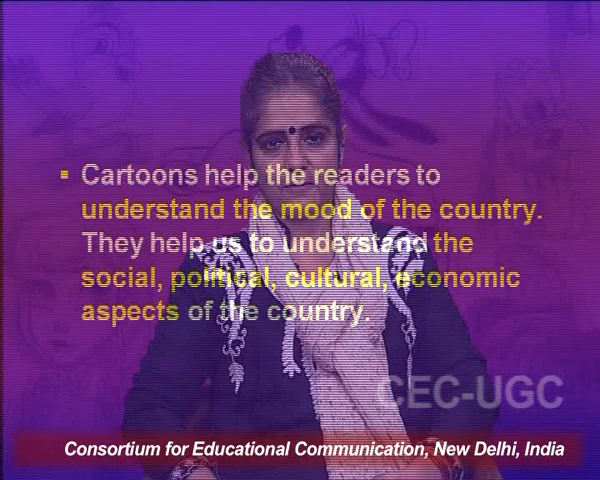 ▪ Cartoons help the readers to
understand the mood of the country.
They help us to understand the
social, political, cultural, economic
aspects of the country.
CEC-UGC
Consortium for Educational Communication, New Delhi, India